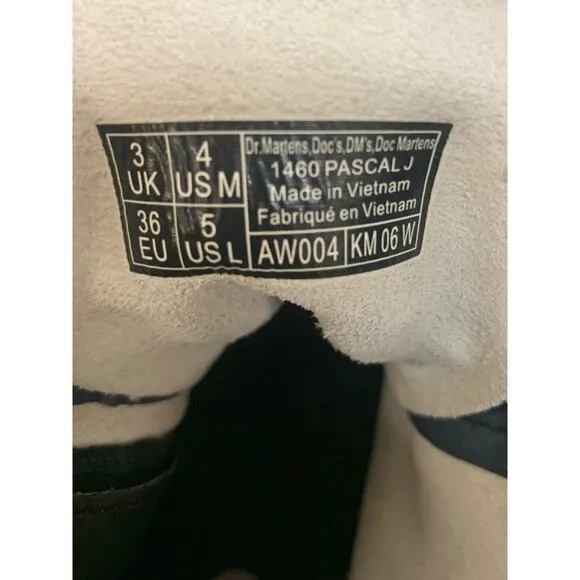 3 UK
4 US M
36 EU
5 US L
Dr.Martens,Doc's,DM's,Doc Martens
1460 PASCAL J
Made in Vietnam
Fabriqué en Vietnam
AW004 KM 06 W